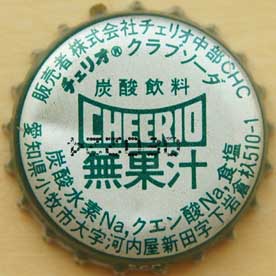 販売者株式会社チェリオ中部CHC
チェリオ® クラブソーダ
炭酸飲料
CHEERIO
無果汁
炭酸水素Na、クエン酸Na、食塩
愛知県小牧市大字河内屋新田字下岩倉杁510-1